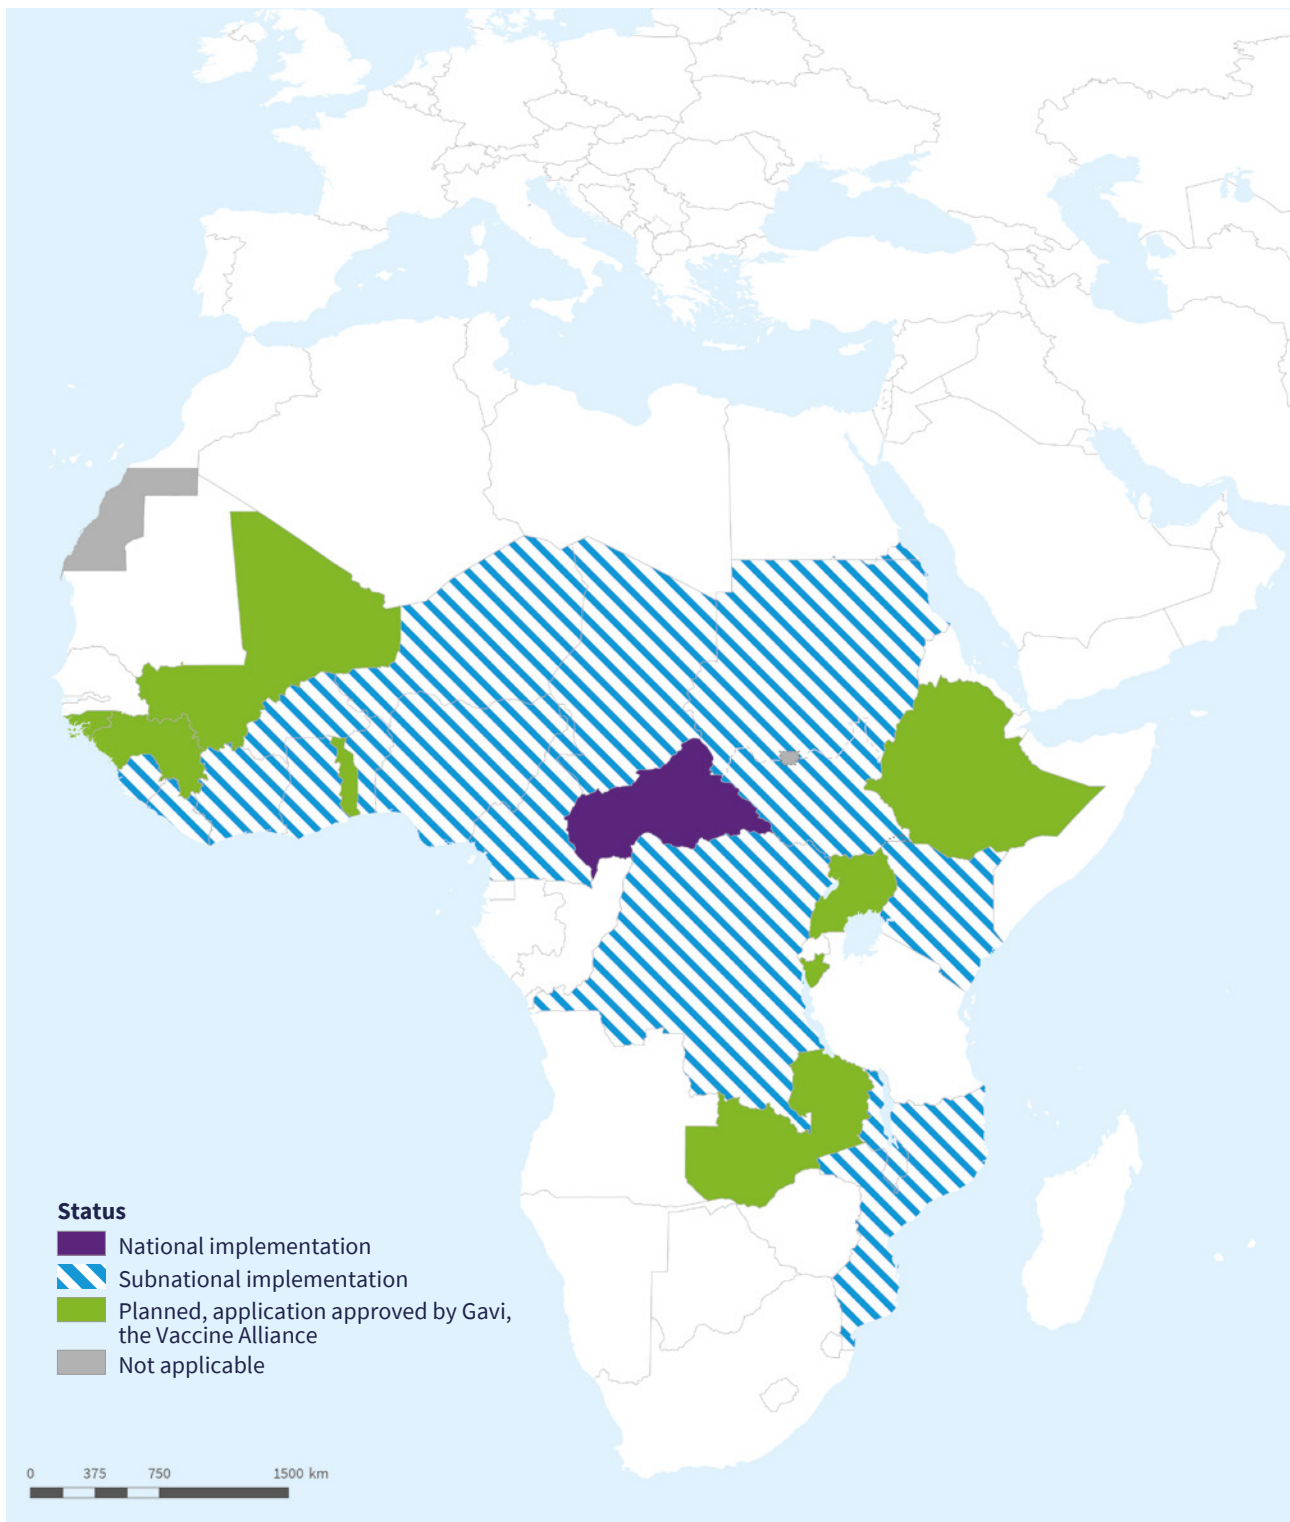 Status
National implementation
Subnational implementation
Planned, application approved by Gavi,
the Vaccine Alliance
Not applicable
0 375 750 1500 km